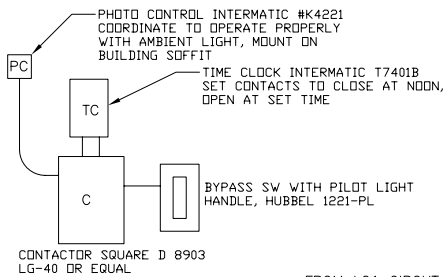 PHOTO CONTROL INTERMATIC #K4221
COORDINATE TO OPERATE PROPERLY
WITH AMBIENT LIGHT, MOUNT ON
BUILDING SOFFIT
PC
TIME CLOCK INTERMATIC T7401B
SET CONTACTS TO CLOSE AT NOON,
OPEN AT SET TIME
TC
C
BYPASS SW WITH PILOT LIGHT
HANDLE, HUBBEL 1221-PL
CONTACTOR SQUARE D 8903
LG-40 OR EQUAL